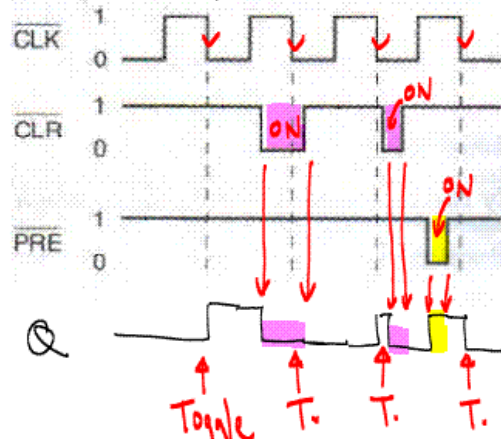 CLK 1
0
CLR 1 ON ON
0
PRE 1 ON
0
Q
Toggle T. T. T.